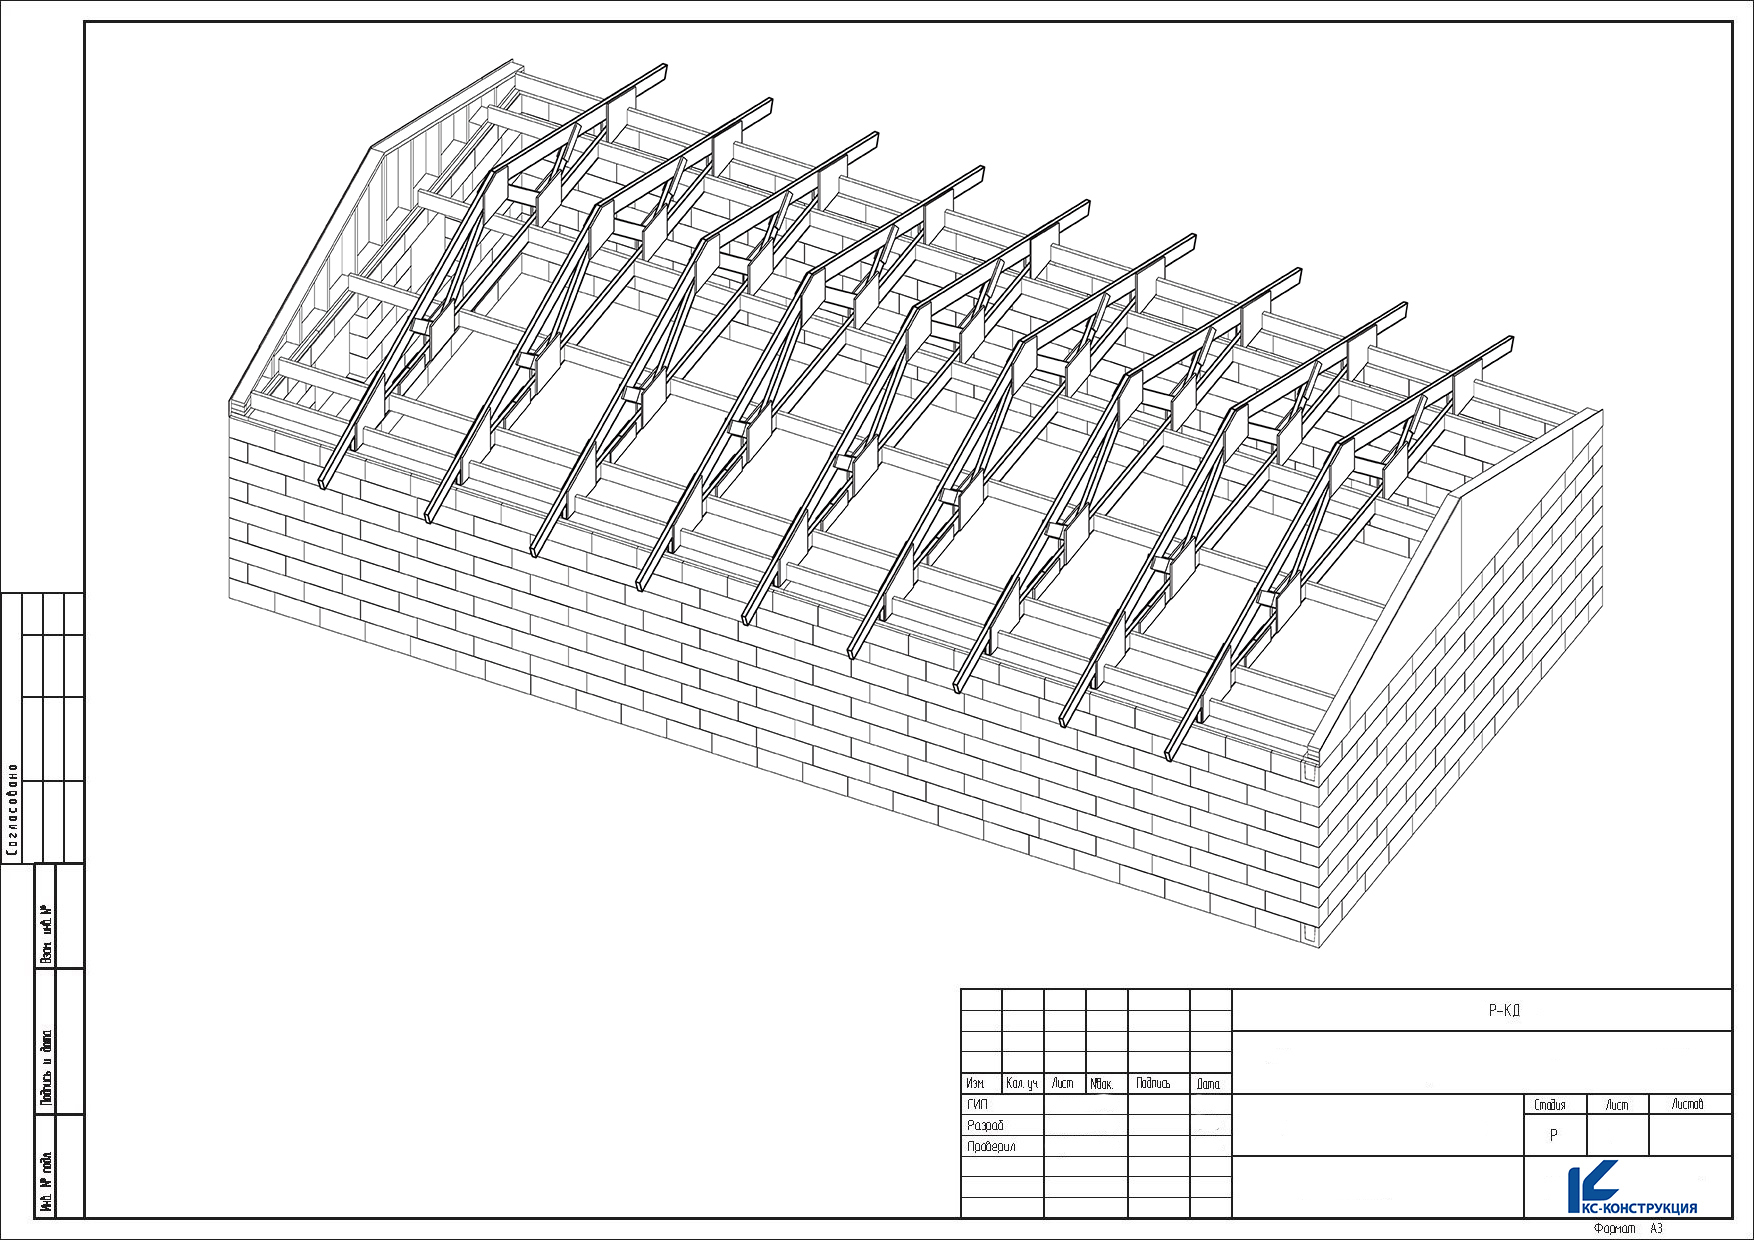 Согласовано
Взам. инв. №
Подпись и дата
Инв. № подл.
Р-КД
Изм. Кол. уч Лист №док. Подпись Дата
ГИП
Разраб
Проверил
Стадия Лист Листов
Р
КС-КОНСТРУКЦИЯ
Формат А3